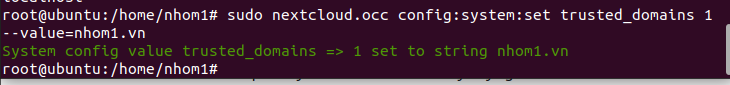 root@ubuntu:/home/nhom1# sudo nextcloud.occ config:system:set trusted_domains 1
--value=nhom1.vn
System config value trusted_domains => 1 set to string nhom1.vn
root@ubuntu:/home/nhom1#